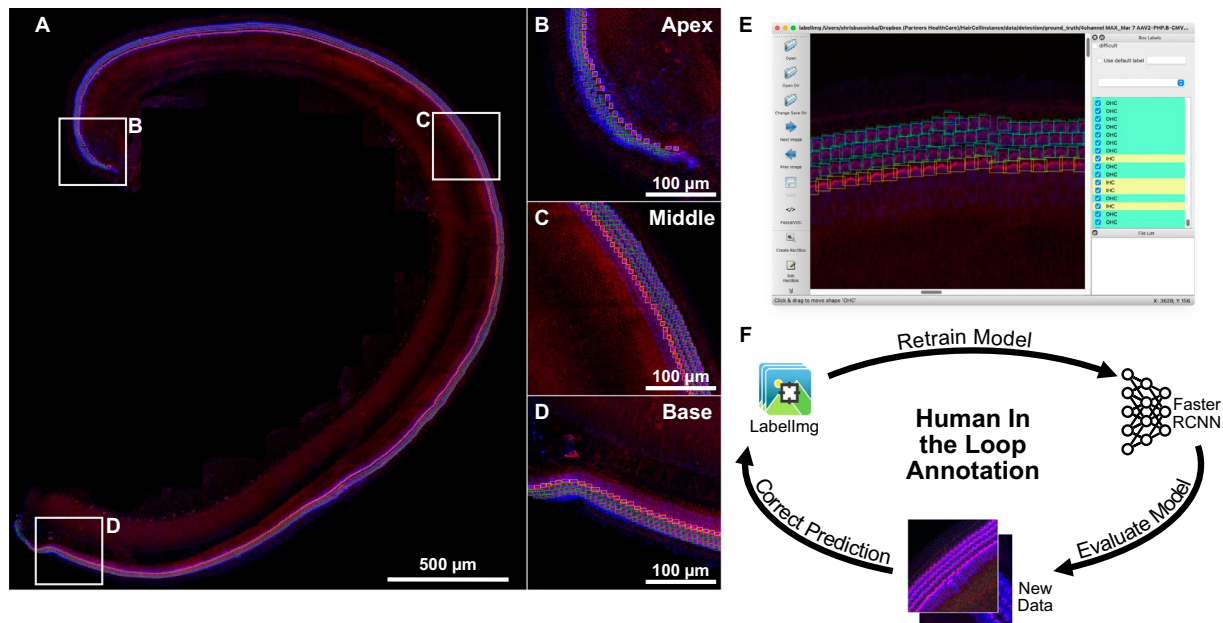 A
B
C
D
500 µm
B
Apex
100 µm
C
Middle
100 µm
D
Base
100 µm
E
labelImg /Users/chrisbuswinka/Dropbox (Partners HealthCare)/HairCellInstance/data/detection/ground_truth/4channel MAX_Mar 7 AAV2-PHP.B-CMV...
Open
Open Dir
Change Save Dir
Next Image
Prev Image
</>
PascalVOC
Create RectBox
Edit
RectBox
Box Labels
difficult
Use default label
OHC
OHC
OHC
OHC
OHC
OHC
OHC
IHC
OHC
OHC
IHC
IHC
OHC
IHC
OHC
OHC
File List
Click & drag to move shape 'OHC'
X: 3628; Y: 156
F
Retrain Model
LabelImg
Human In
the Loop
Annotation
Faster
RCNN
Correct Prediction
Evaluate Model
New
Data